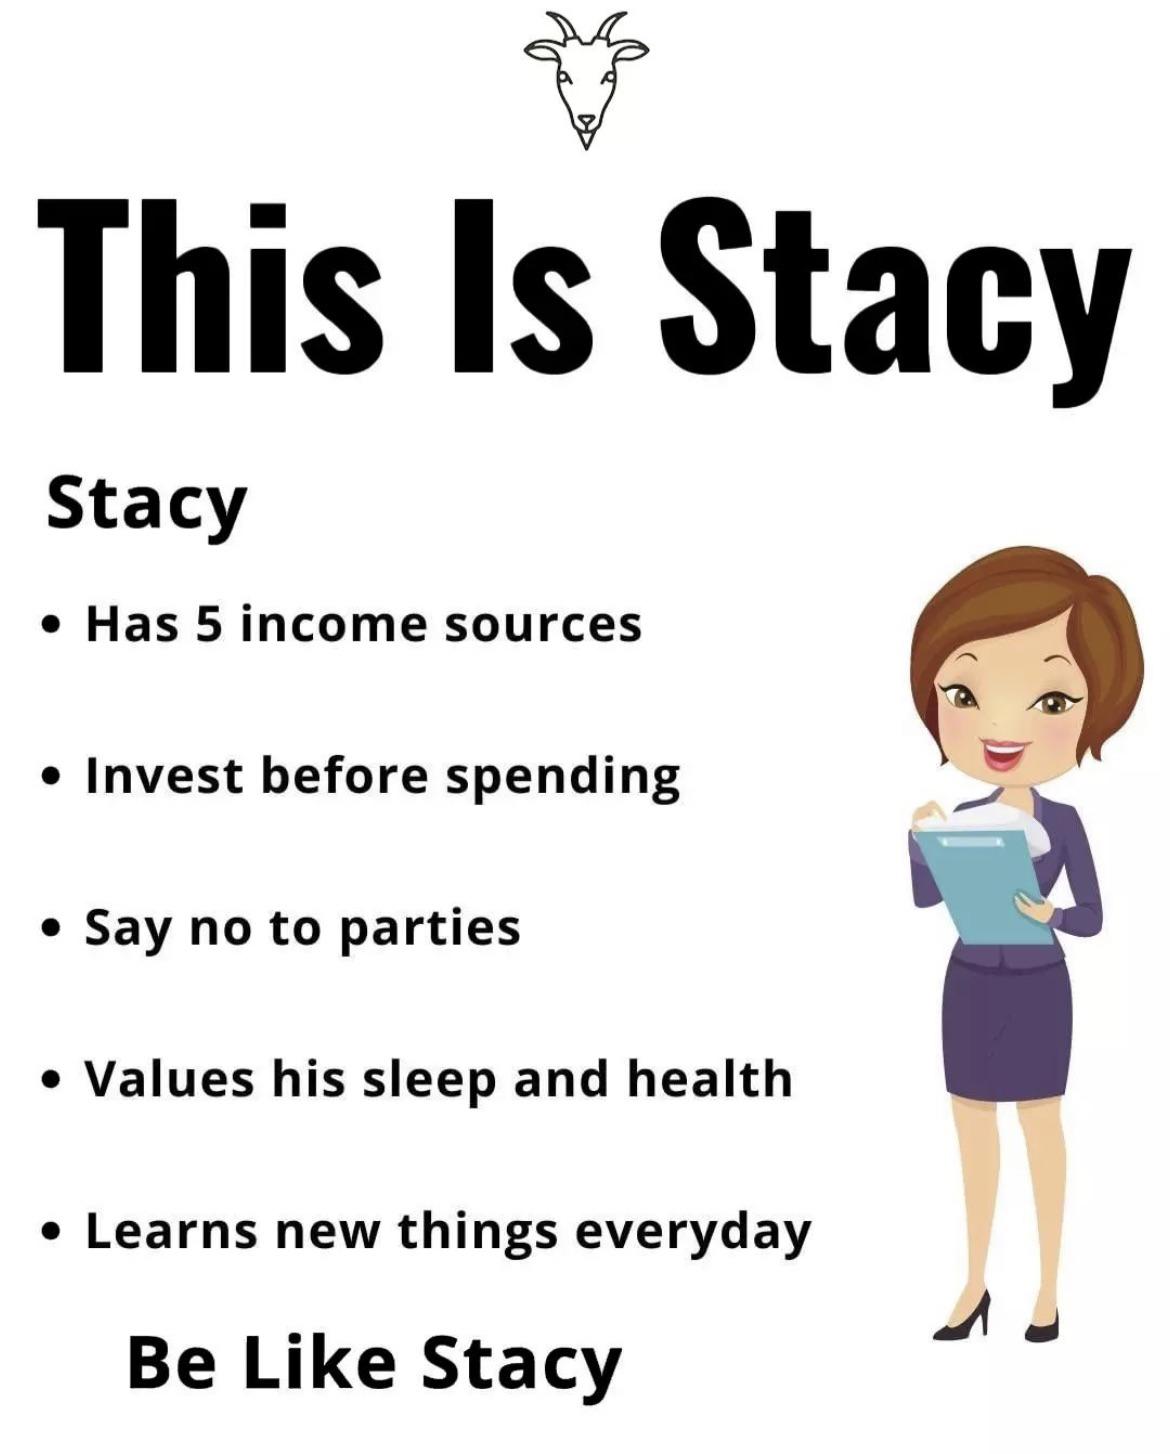 This Is Stacy
Stacy
• Has 5 income sources
• Invest before spending
• Say no to parties
• Values his sleep and health
• Learns new things everyday
Be Like Stacy